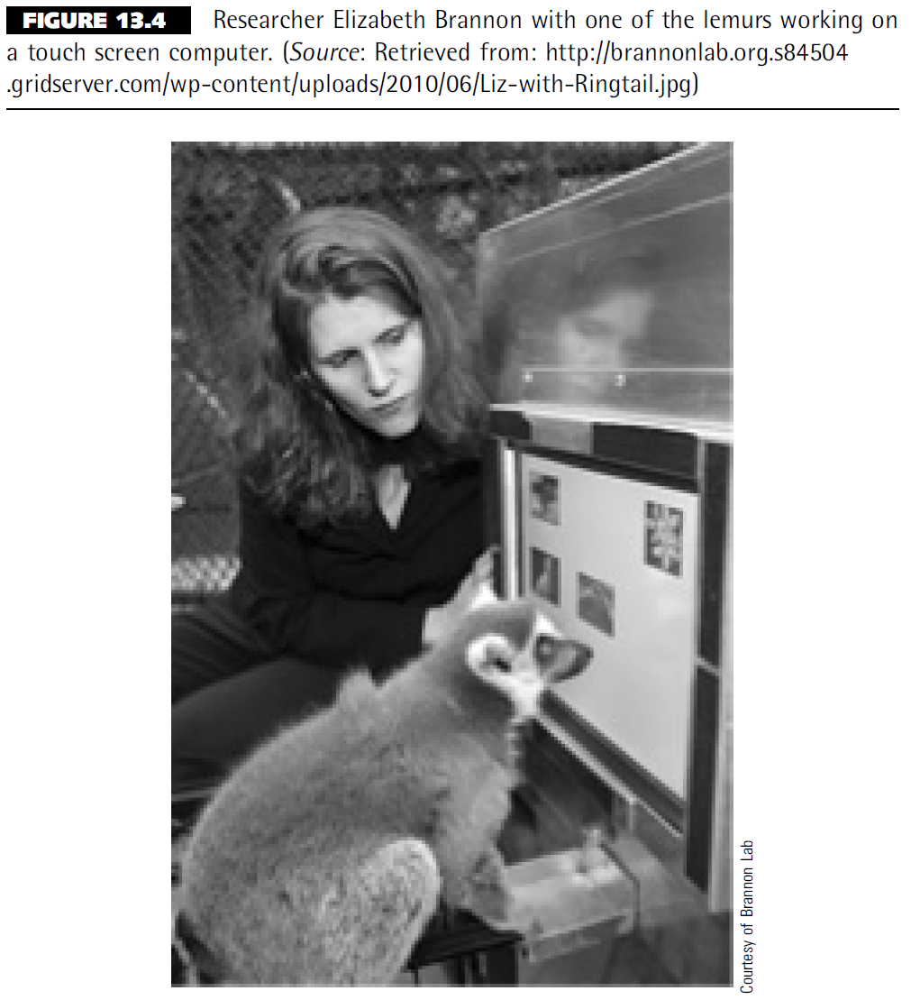 FIGURE 13.4 Researcher Elizabeth Brannon with one of the lemurs working on
a touch screen computer. (Source: Retrieved from: http://brannonlab.org.s84504
.gridserver.com/wp-content/uploads/2010/06/Liz-with-Ringtail.jpg)
Courtesy of Brannon Lab